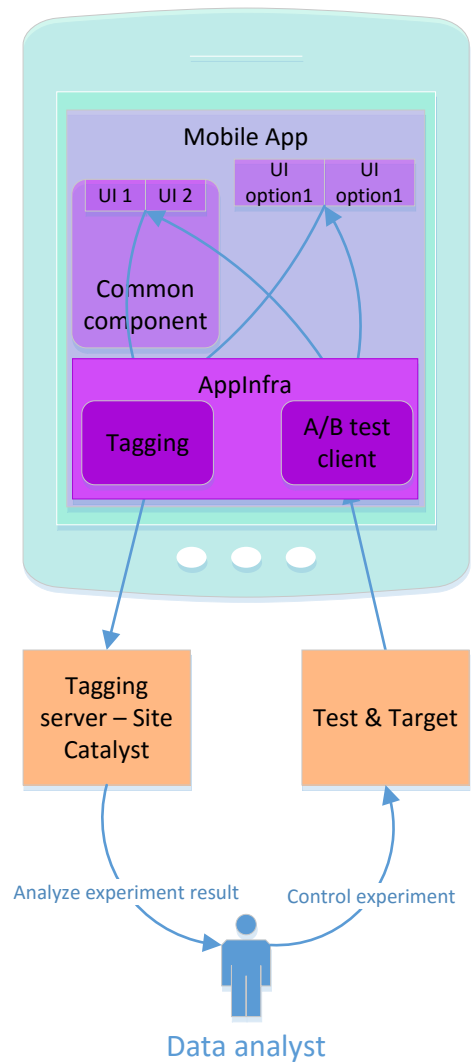 Mobile App
UI 1
UI 2
UI
option1
UI
option1
Common
component
AppInfra
Tagging
A/B test
client
Tagging
server – Site
Catalyst
Test & Target
Analyze experiment result
Control experiment
Data analyst